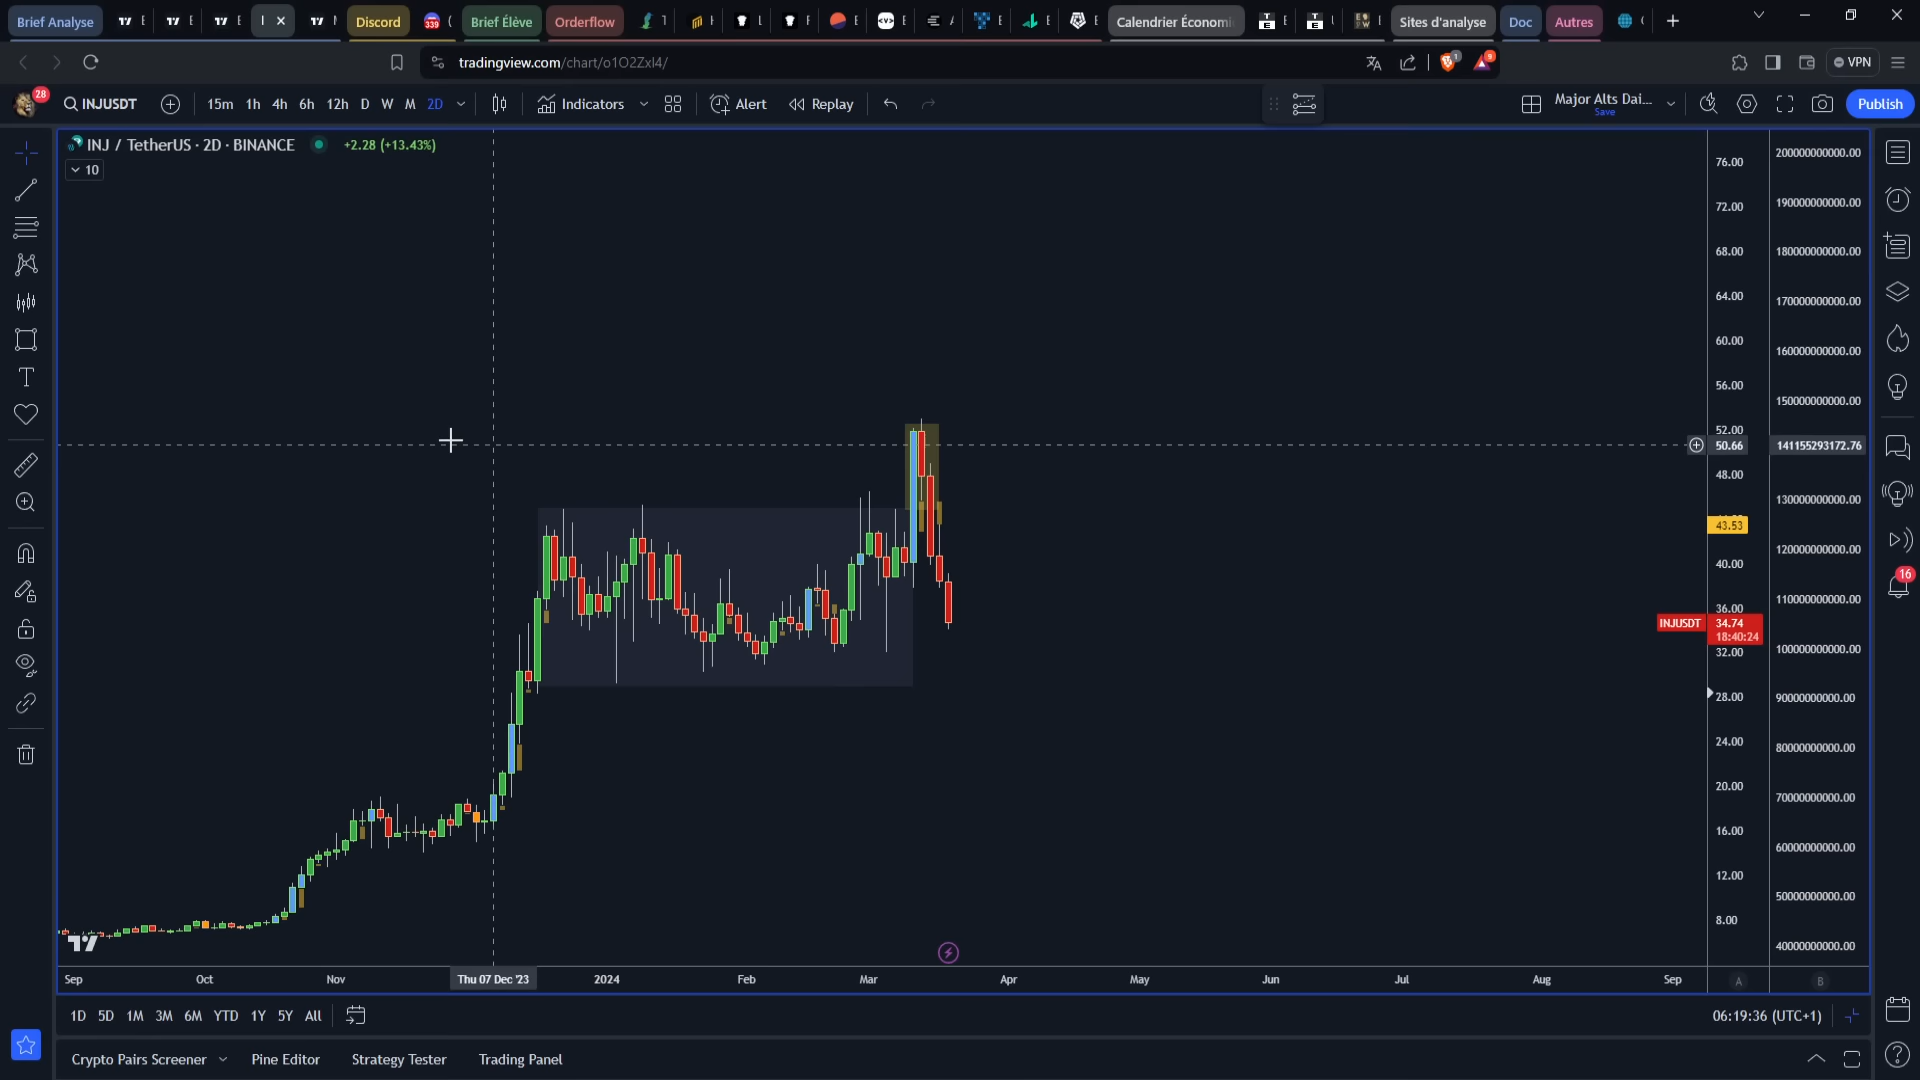 Brief Analyse
Discord
Brief Élève
Orderflow
Calendrier Économi
Sites d'analyse
Doc
Autres
tradingview.com/chart/o1O2ZxI4/
VPN
28
INJUSDT
15m 1h 4h 6h 12h D W M 2D
Indicators
Alert
Replay
Major Alts Dai...
Save
Publish
INJ / TetherUS · 2D · BINANCE
+2.28 (+13.43%)
10
76.00
72.00
68.00
64.00
60.00
56.00
52.00
50.66
48.00
43.53
40.00
36.00
INJUSDT 34.74
18:40:24
32.00
28.00
24.00
20.00
16.00
12.00
8.00
200000000000.00
190000000000.00
180000000000.00
170000000000.00
160000000000.00
150000000000.00
141155293172.76
130000000000.00
120000000000.00
110000000000.00
100000000000.00
90000000000.00
80000000000.00
70000000000.00
60000000000.00
50000000000.00
40000000000.00
16
Sep Oct Nov Thu 07 Dec '23 2024 Feb Mar Apr May Jun Jul Aug Sep
A
B
1D 5D 1M 3M 6M YTD 1Y 5Y All
06:19:36 (UTC+1)
Crypto Pairs Screener
Pine Editor
Strategy Tester
Trading Panel